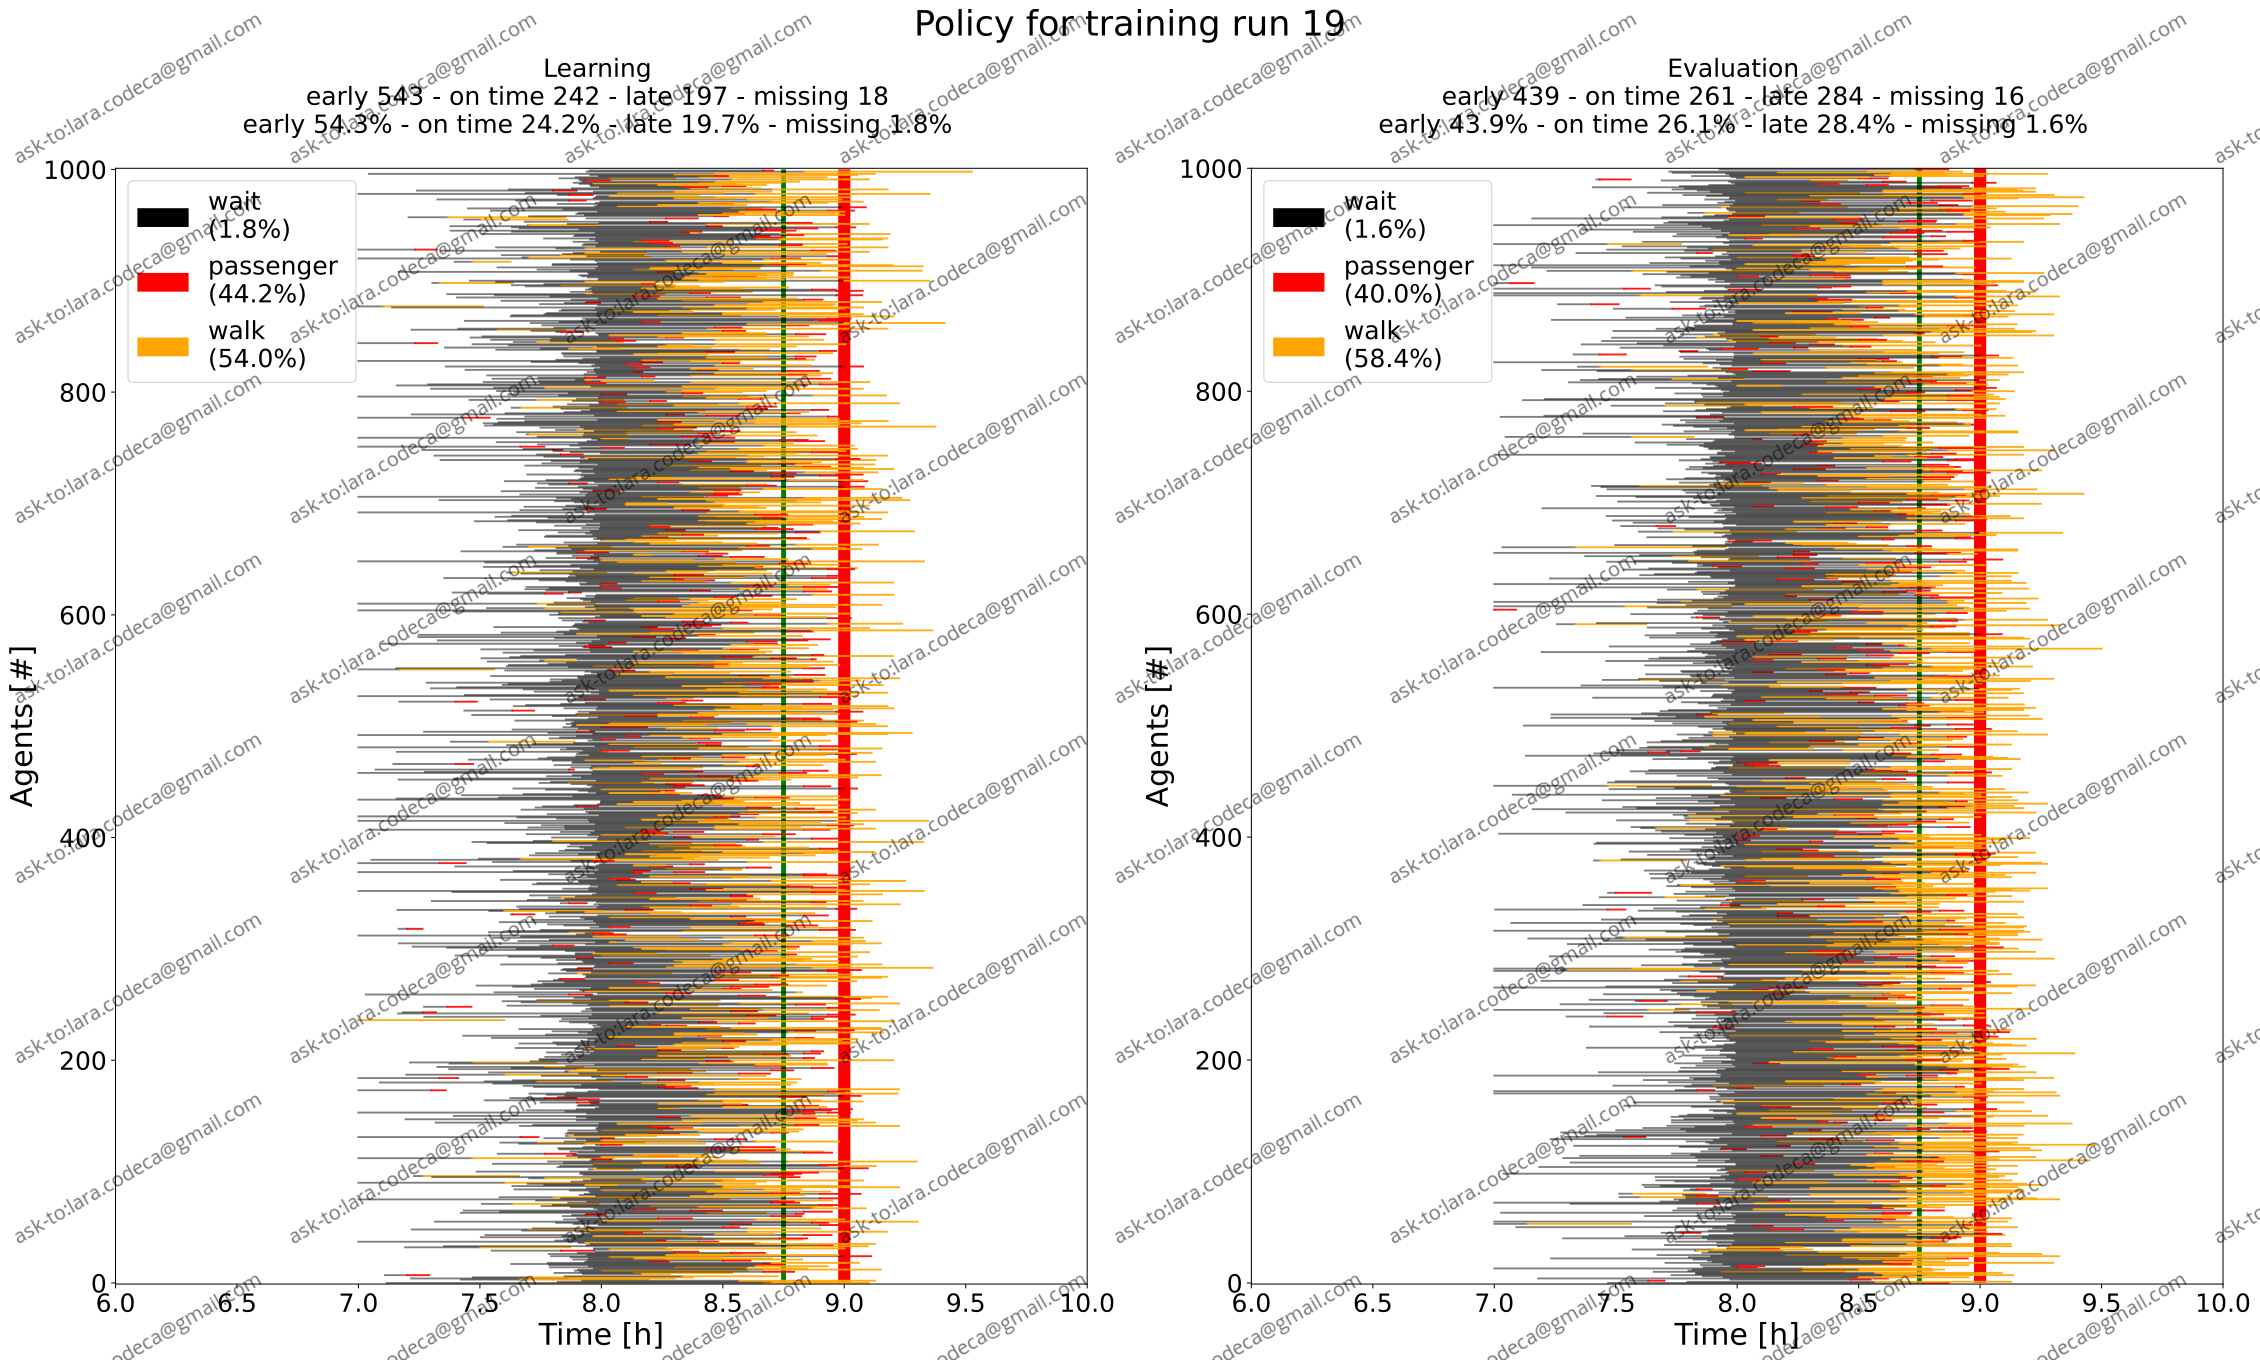 Policy for training run 19
Learning
early 543 - on time 242 - late 197 - missing 18
early 54.3% - on time 24.2% - late 19.7% - missing 1.8%
wait
(1.8%)
passenger
(44.2%)
walk
(54.0%)
Agents [#]
1000
800
600
400
200
0
6.0 6.5 7.0 7.5 8.0 8.5 9.0 9.5 10.0
Time [h]
Evaluation
early 439 - on time 261 - late 284 - missing 16
early 43.9% - on time 26.1% - late 28.4% - missing 1.6%
wait
(1.6%)
passenger
(40.0%)
walk
(58.4%)
Agents [#]
1000
800
600
400
200
0
6.0 6.5 7.0 7.5 8.0 8.5 9.0 9.5 10.0
Time [h]
ask-to:lara.codeca@gmail.com